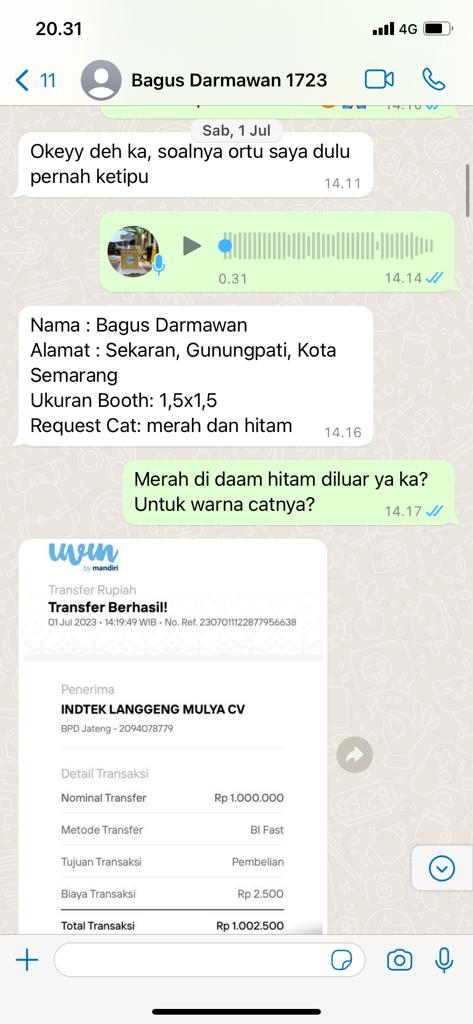 20.31
4G
11
Bagus Darmawan 1723
14.10
Sab, 1 Jul
Okeyy deh ka, soalnya ortu saya dulu
pernah ketipu
14.11
0.31
14.14
Nama : Bagus Darmawan
Alamat : Sekaran, Gunungpati, Kota
Semarang
Ukuran Booth: 1,5x1,5
Request Cat: merah dan hitam
14.16
Merah di daam hitam diluar ya ka?
Untuk warna catnya?
14.17
livin'
by mandiri
Transfer Rupiah
Transfer Berhasil!
01 Jul 2023 • 14:19:49 WIB • No. Ref. 2307011122877956638
Penerima
INDTEK LANGGENG MULYA CV
BPD Jateng - 2094078779
Detail Transaksi
Nominal Transfer Rp 1.000.000
Metode Transfer BI Fast
Tujuan Transaksi Pembelian
Biaya Transaksi Rp 2.500
Total Transaksi Rp 1.002.500